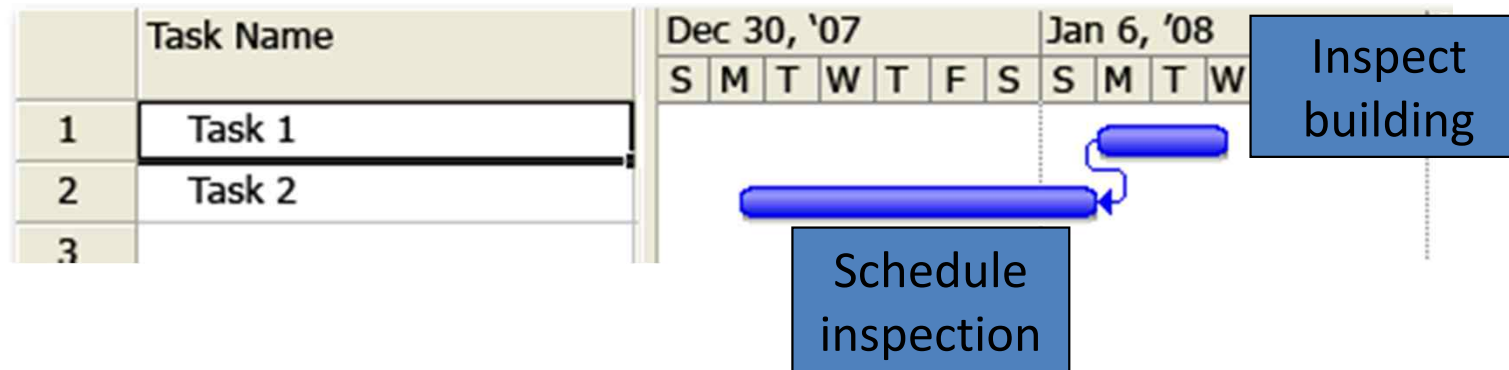 Task Name
Dec 30, ‘07
Jan 6, ’08
S M T W T F S S M T W
1 Task 1
2 Task 2
3
Inspect
building
Schedule
inspection